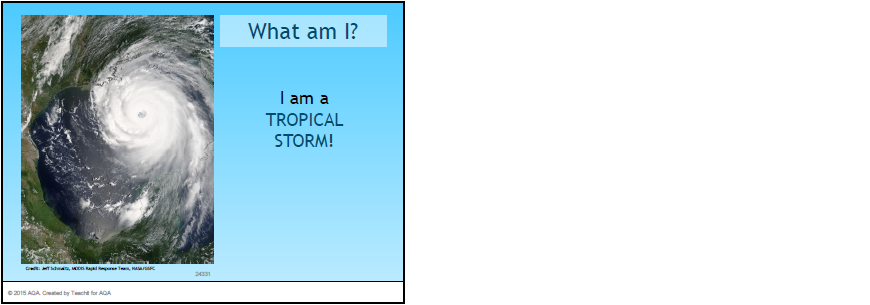 What am I?
I am a
TROPICAL
STORM!
Credit: Jeff Schmaltz, MODIS Rapid Response Team, NASA/GSFC
24331
© 2015 AQA. Created by Teachit for AQA